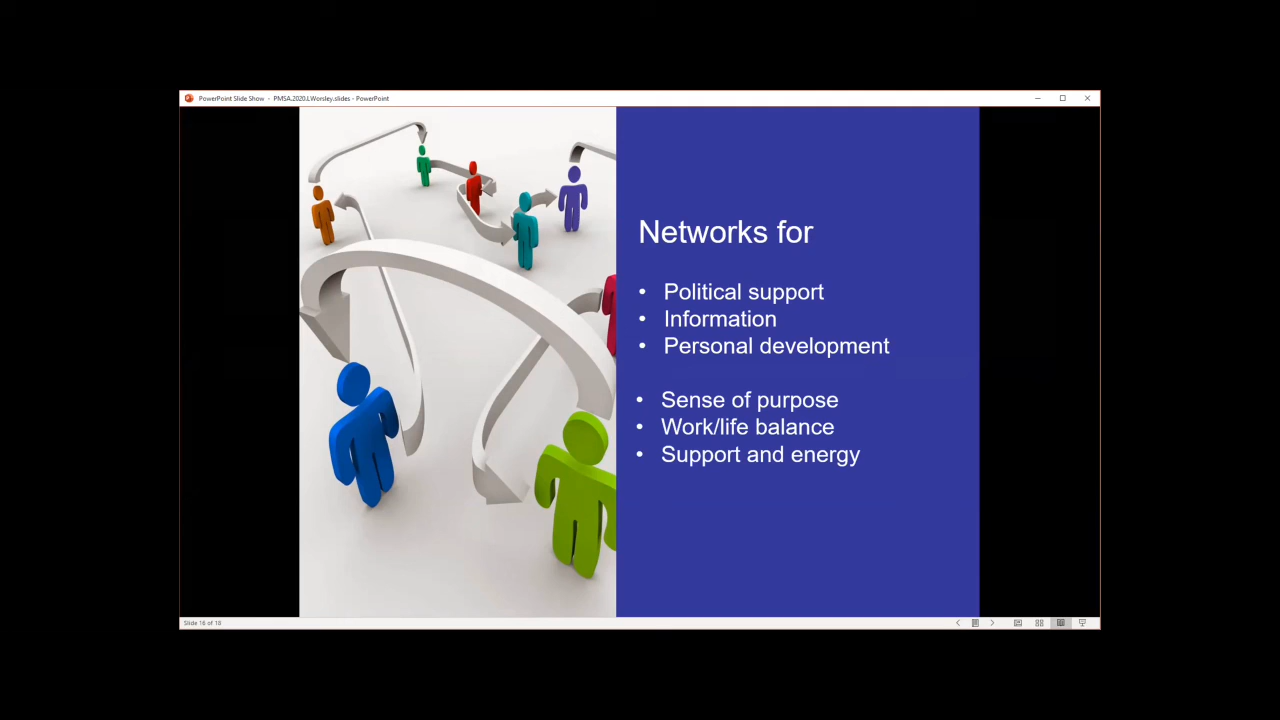 PowerPoint Slide Show - PMSA.2020.LWorsley.slides - PowerPoint
Networks for
• Political support
• Information
• Personal development
• Sense of purpose
• Work/life balance
• Support and energy
Slide 16 of 18